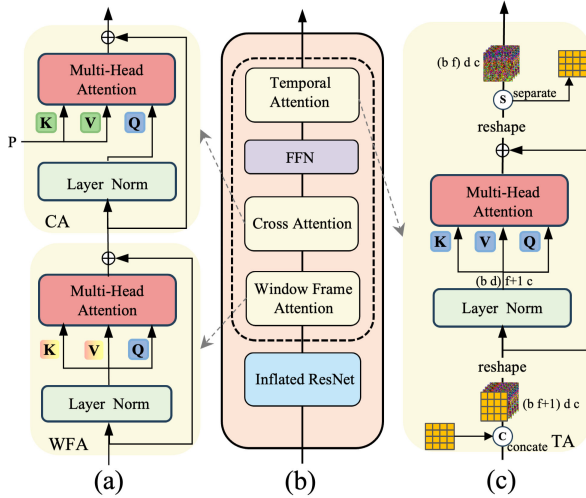 Multi-Head
Attention
K
V
Q
P
Layer Norm
CA
Multi-Head
Attention
K
V
Q
Layer Norm
WFA
(a)
Temporal
Attention
FFN
Cross Attention
Window Frame
Attention
Inflated ResNet
(b)
(b f) d c
S
separate
reshape
Multi-Head
Attention
K
V
Q
(b d) f+1 c
Layer Norm
reshape
(b f+1) d c
C
concate
TA
(c)